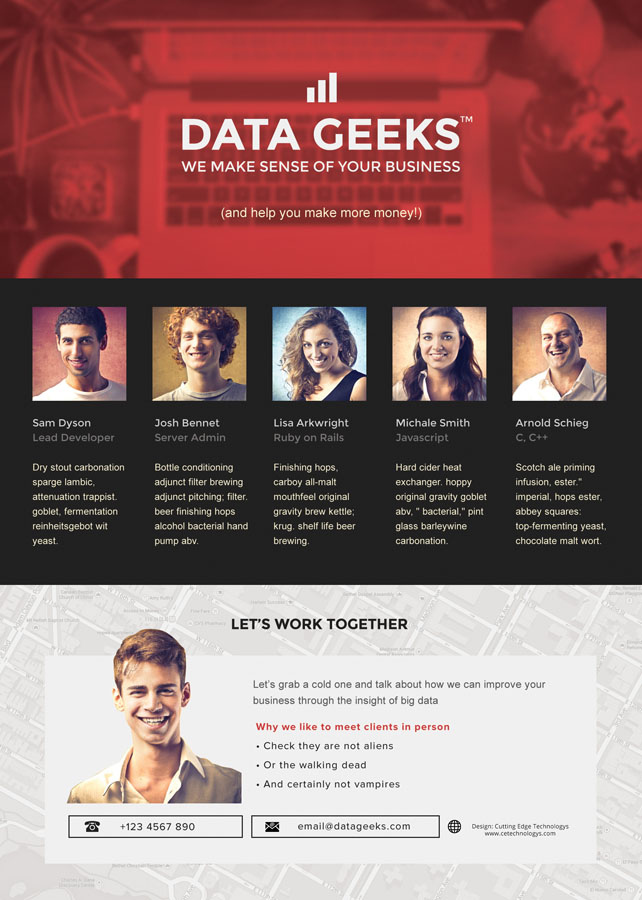 DATA GEEKS™
WE MAKE SENSE OF YOUR BUSINESS
(and help you make more money!)
Sam Dyson
Lead Developer
Dry stout carbonation
sparge lambic,
attenuation trappist.
goblet, fermentation
reinheitsgebot wit
yeast.
Josh Bennet
Server Admin
Bottle conditioning
adjunct filter brewing
adjunct pitching; filter.
beer finishing hops
alcohol bacterial hand
pump abv.
Lisa Arkwright
Ruby on Rails
Finishing hops,
carboy all-malt
mouthfeel original
gravity brew kettle;
krug. shelf life beer
brewing.
Michale Smith
Javascript
Hard cider heat
exchanger. hoppy
original gravity goblet
abv, " bacterial," pint
glass barleywine
carbonation.
Arnold Schieg
C, C++
Scotch ale priming
infusion, ester."
imperial, hops ester,
abbey squares:
top-fermenting yeast,
chocolate malt wort.
LET'S WORK TOGETHER
Let's grab a cold one and talk about how we can improve your
business through the insight of big data
Why we like to meet clients in person
• Check they are not aliens
• Or the walking dead
• And certainly not vampires
+123 4567 890
email@datageeks.com
Design: Cutting Edge Technologys
www.cetechnologys.com